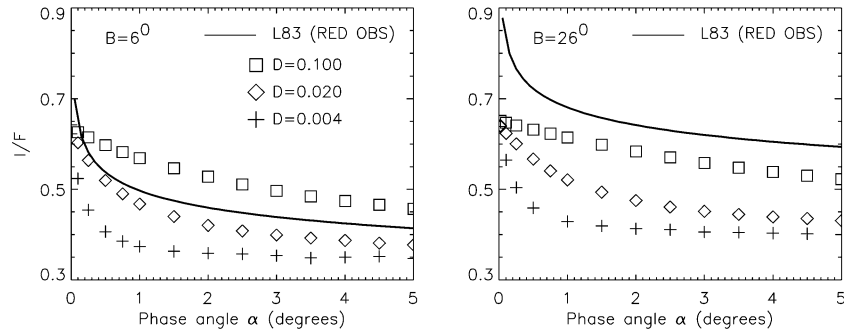 0.9
0.7
0.5
0.3
I/F
B=6⁰
L83 (RED OBS)
D=0.100
D=0.020
D=0.004
0 1 2 3 4 5
Phase angle α (degrees)
0.9
0.7
0.5
0.3
B=26⁰
L83 (RED OBS)
0 1 2 3 4 5
Phase angle α (degrees)